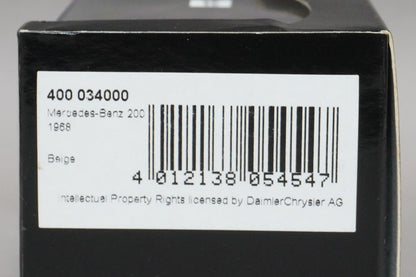 400 034000
Mercedes-Benz 200
1968
Beige
4 012138 054547
Intellectual Property Rights licensed by DaimlerChrysler AG